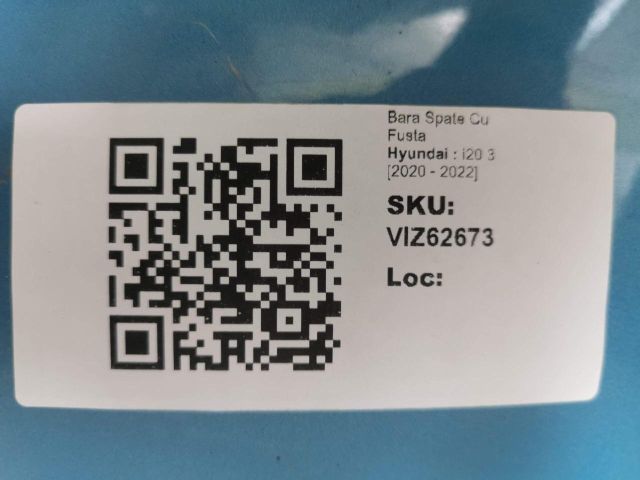 Bara Spate Cu
Fusta
Hyundai : i20 3
[2020 - 2022]
SKU:
VIZ62673
Loc: